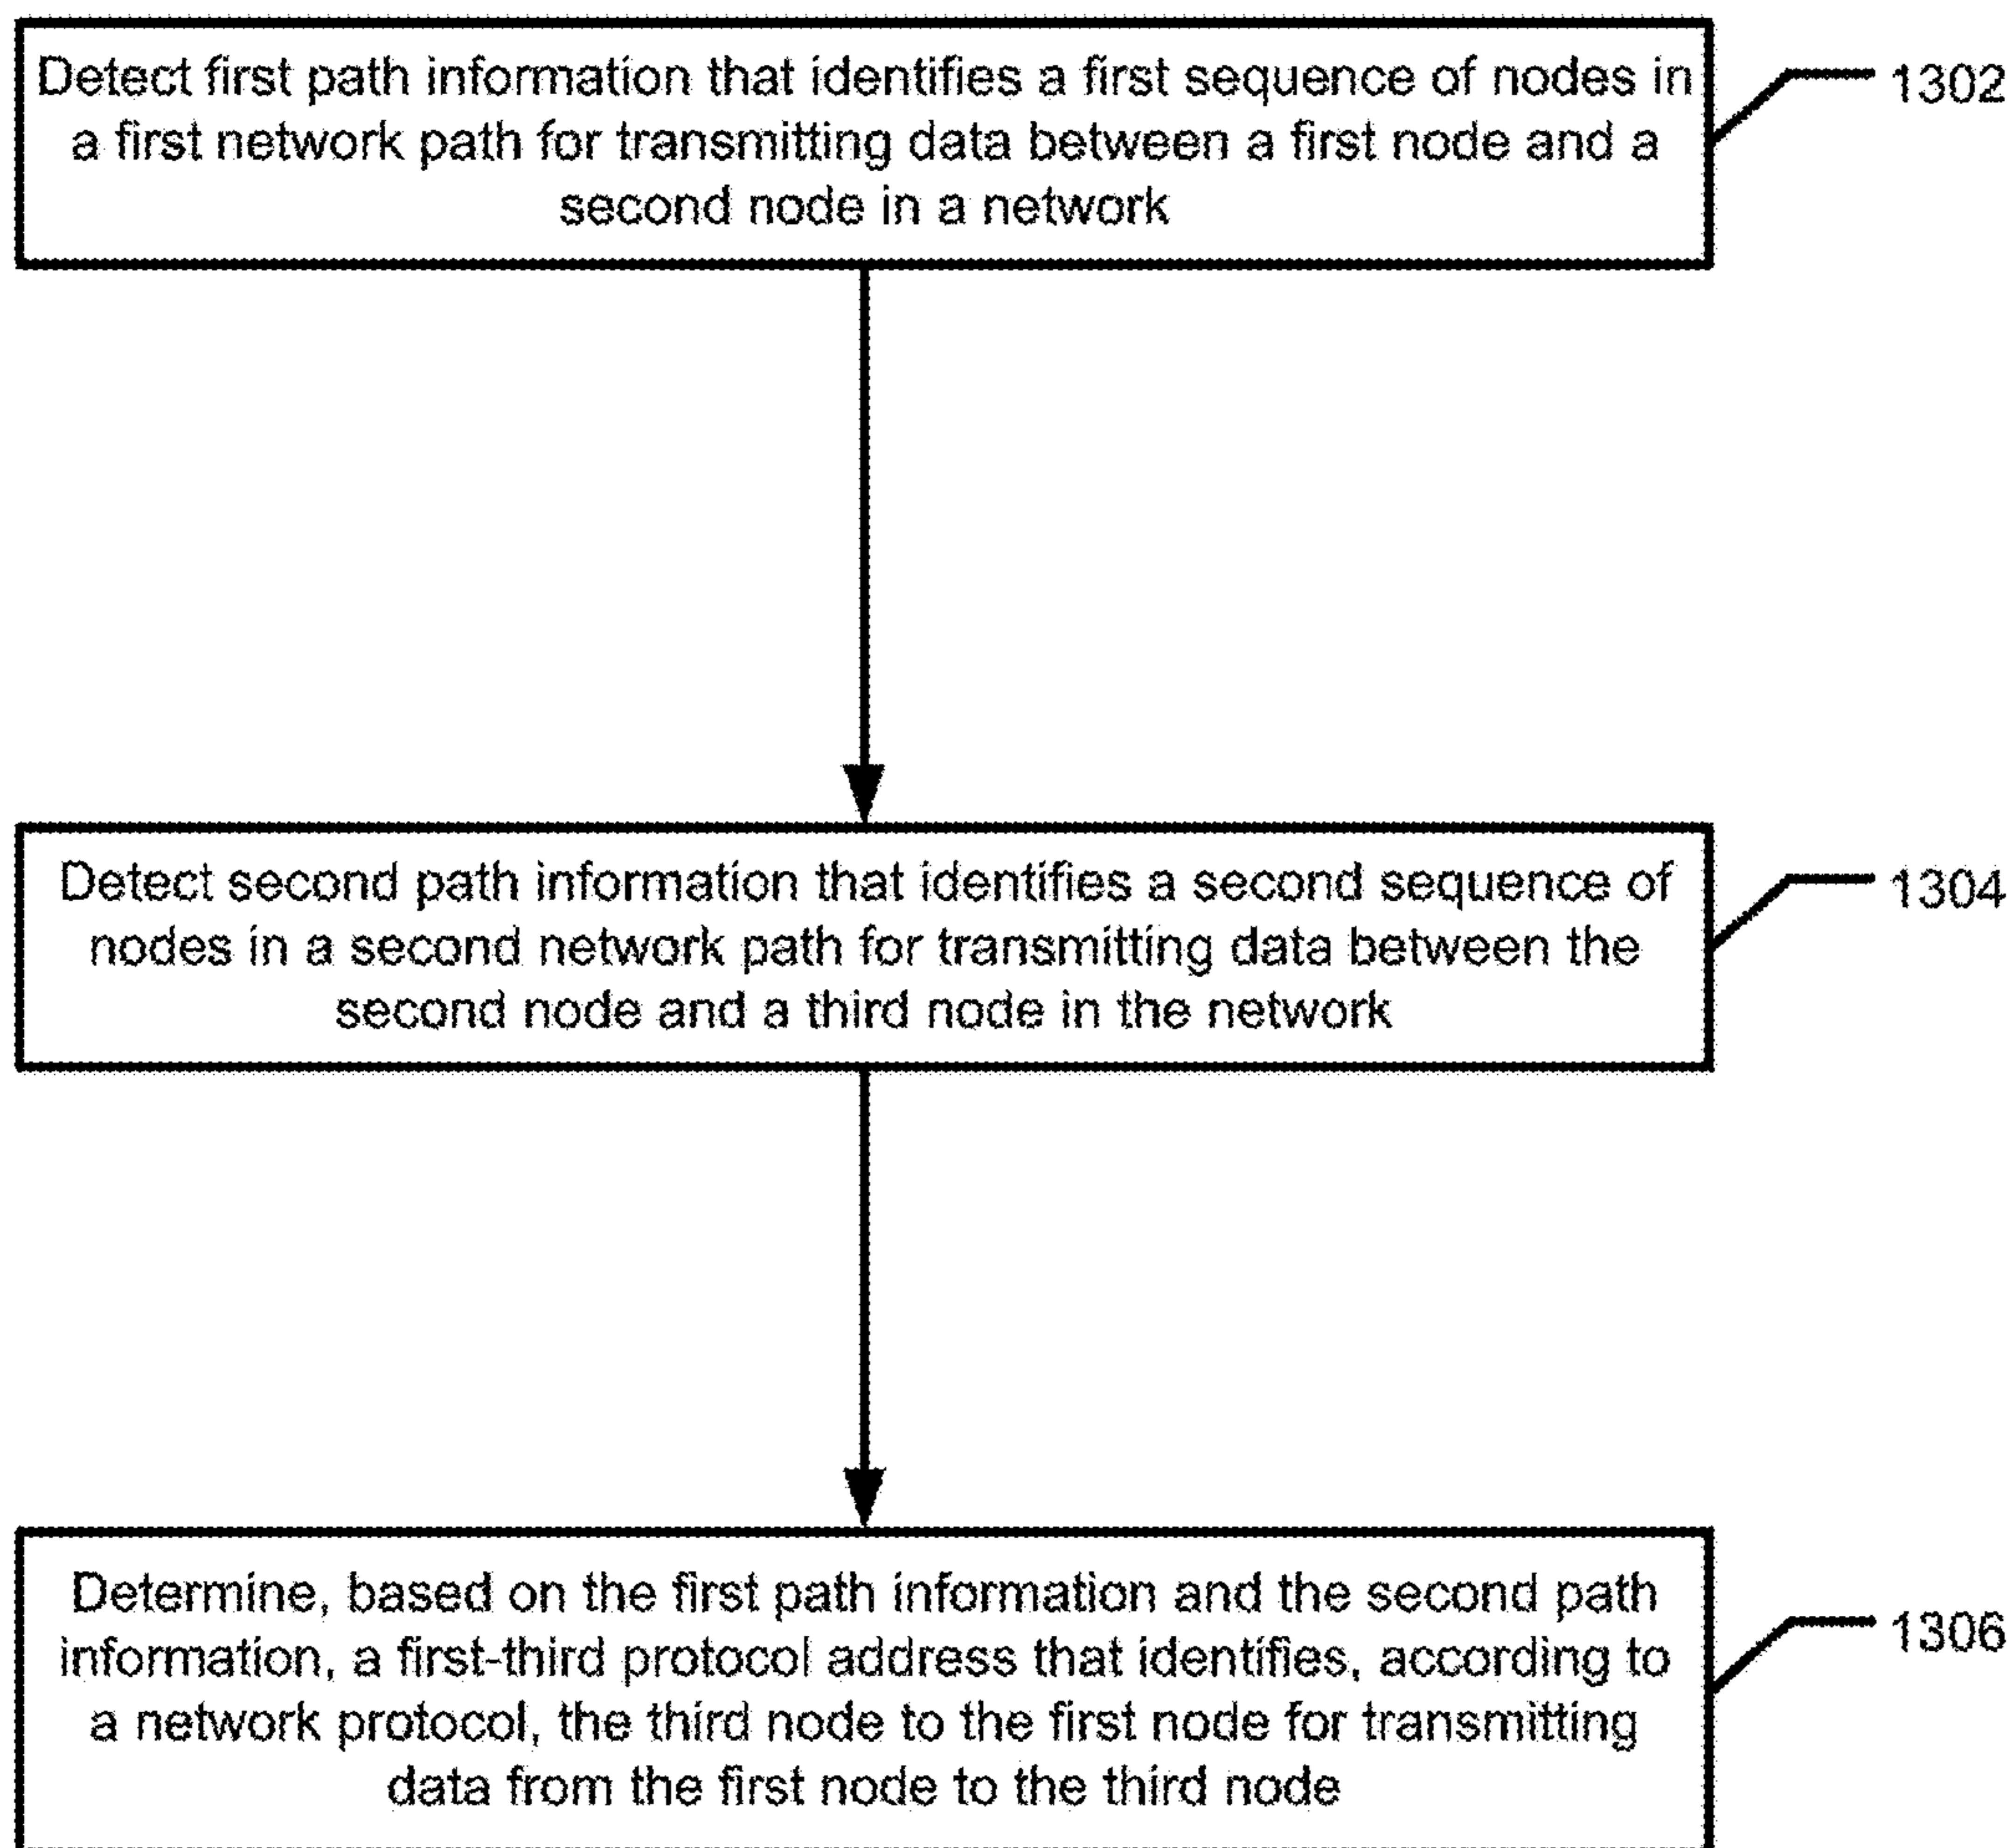 Detect first path information that identifies a first sequence of nodes in
a first network path for transmitting data between a first node and a
second node in a network
1302
Detect second path information that identifies a second sequence of
nodes in a second network path for transmitting data between the
second node and a third node in the network
1304
Determine, based on the first path information and the second path
information, a first-third protocol address that identifies, according to
a network protocol, the third node to the first node for transmitting
data from the first node to the third node
1306